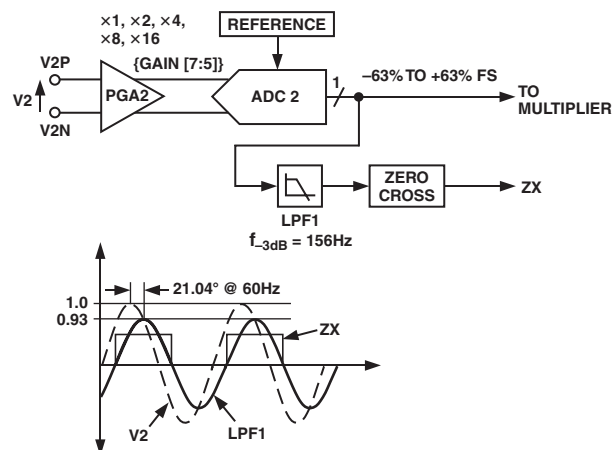 ×1, ×2, ×4,
×8, ×16
REFERENCE
V2P
{GAIN [7:5]}
V2
PGA2
ADC 2
1
–63% TO +63% FS
TO
MULTIPLIER
V2N
LPF1
f–3dB = 156Hz
ZERO
CROSS
ZX
21.04° @ 60Hz
1.0
0.93
ZX
V2
LPF1